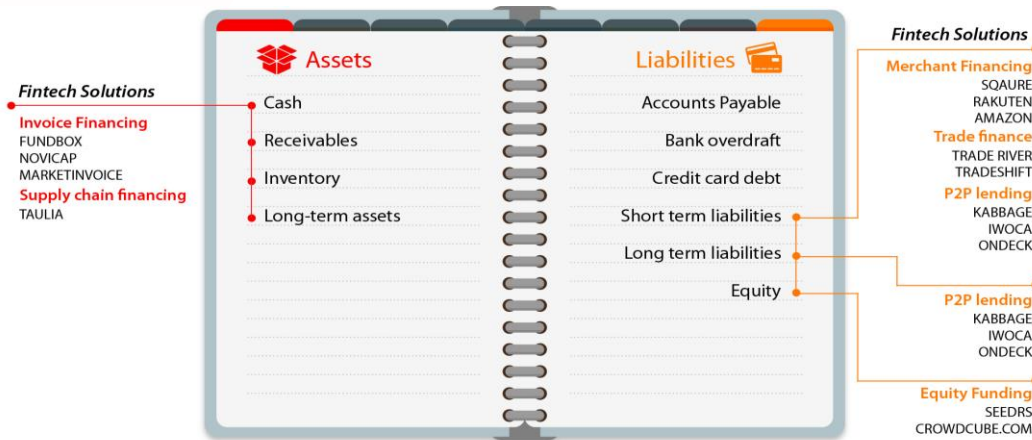 Fintech Solutions
Invoice Financing
FUNDBOX
NOVICAP
MARKETINVOICE
Supply chain financing
TAULIA
Assets
Cash
Receivables
Inventory
Long-term assets
Liabilities
Accounts Payable
Bank overdraft
Credit card debt
Short term liabilities
Long term liabilities
Equity
Fintech Solutions
Merchant Financing
SQAURE
RAKUTEN
AMAZON
Trade finance
TRADE RIVER
TRADESHIFT
P2P lending
KABBAGE
IWOCA
ONDECK
P2P lending
KABBAGE
IWOCA
ONDECK
Equity Funding
SEEDRS
CROWDCUBE.COM